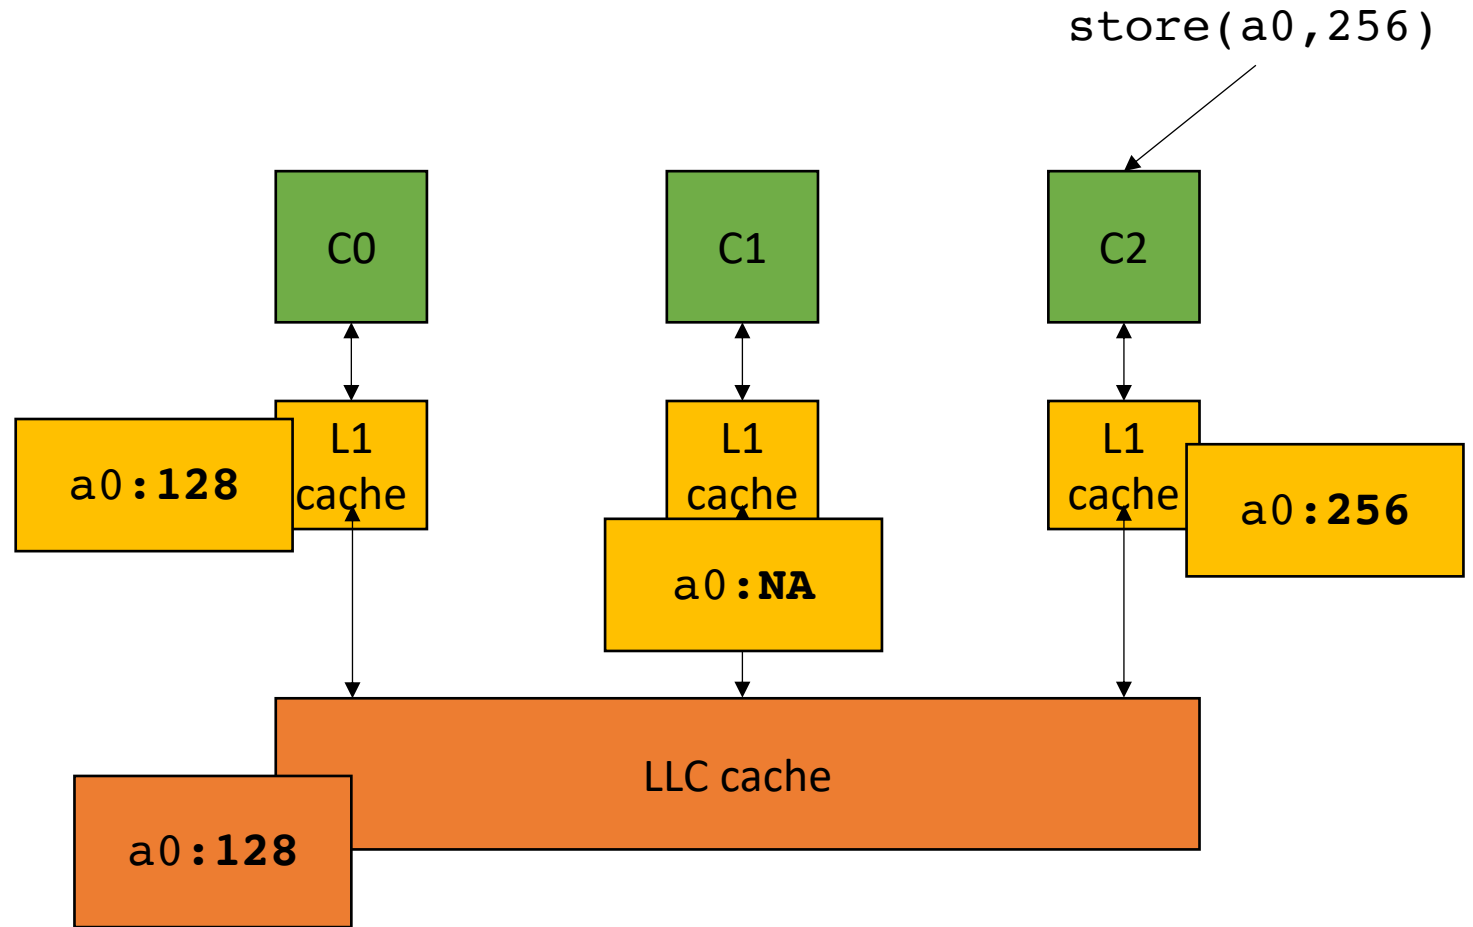 store(a0,256)
C0
C1
C2
L1
cache
L1
cache
L1
cache
a0:128
a0:NA
a0:256
LLC cache
a0:128